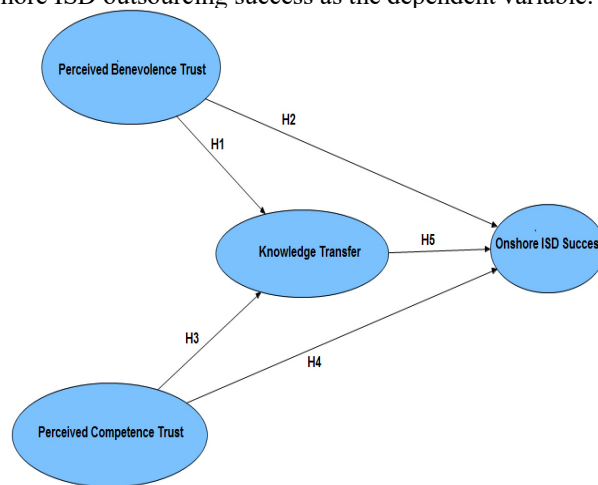 ore ISD outsourcing success as the dependent variable.
Perceived Benevolence Trust
H2
H1
Onshore ISD Succes
Knowledge Transfer
H5
H3
H4
Perceived Competence Trust